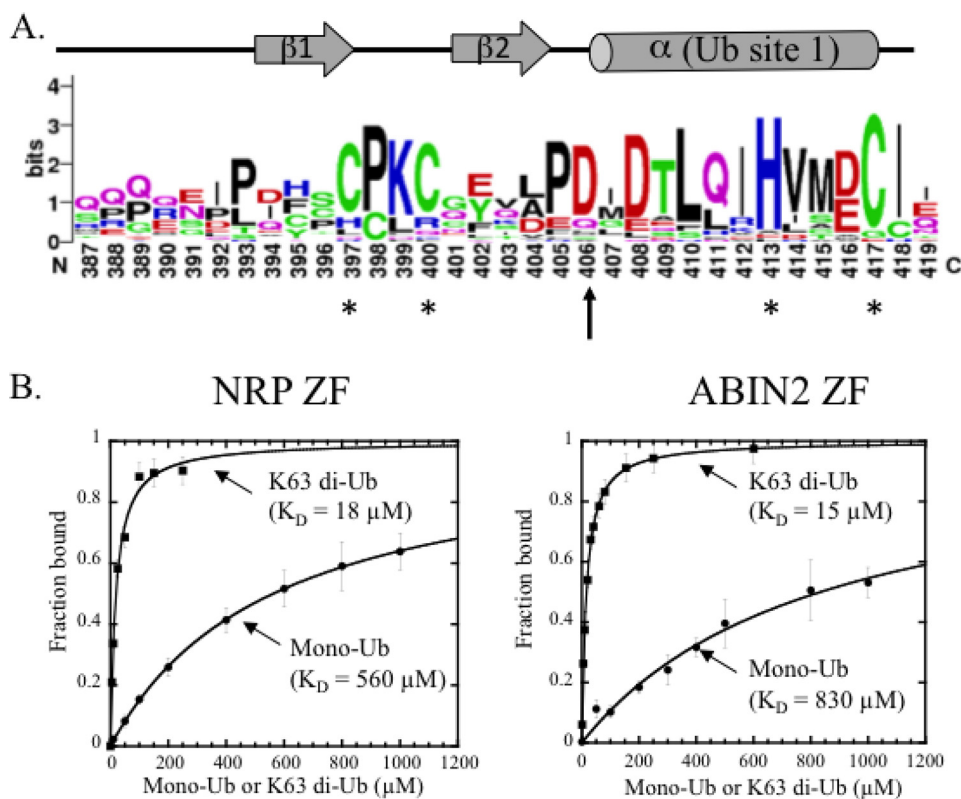 A.
β1 β2 α (Ub site 1)
4
3
bits
2
1
0
N 387 388 389 390 391 392 393 394 395 396 397 398 399 400 401 402 403 404 405 406 407 408 409 410 411 412 413 414 415 416 417 418 419 C
* * * *
B. NRP ZF ABIN2 ZF
1
0.8
0.6
0.4
0.2
0
Fraction bound
K63 di-Ub
(KD = 18 µM)
Mono-Ub
(KD = 560 µM)
0 200 400 600 800 1000 1200
Mono-Ub or K63 di-Ub (µM)
1
0.8
0.6
0.4
0.2
0
Fraction bound
K63 di-Ub
(KD = 15 µM)
Mono-Ub
(KD = 830 µM)
0 200 400 600 800 1000 1200
Mono-Ub or K63 di-Ub (µM)